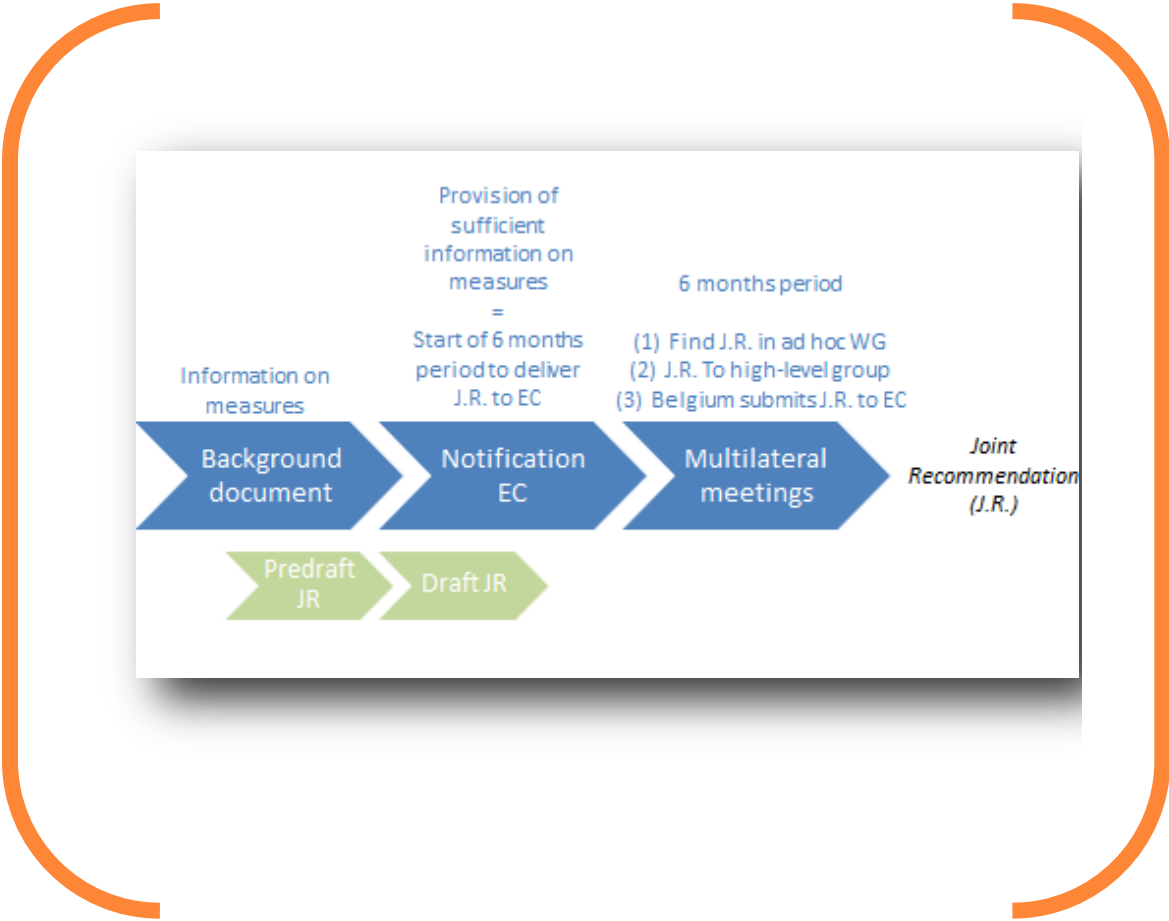 Provision of
sufficient
information on
measures
=
Start of 6 months
period to deliver
J.R. to EC
6 months period
(1) Find J.R. in ad hoc WG
(2) J.R. To high-level group
(3) Belgium submits J.R. to EC
Information on
measures
Background
document
Notification
EC
Multilateral
meetings
Joint
Recommendation
(J.R.)
Predraft
JR
Draft JR